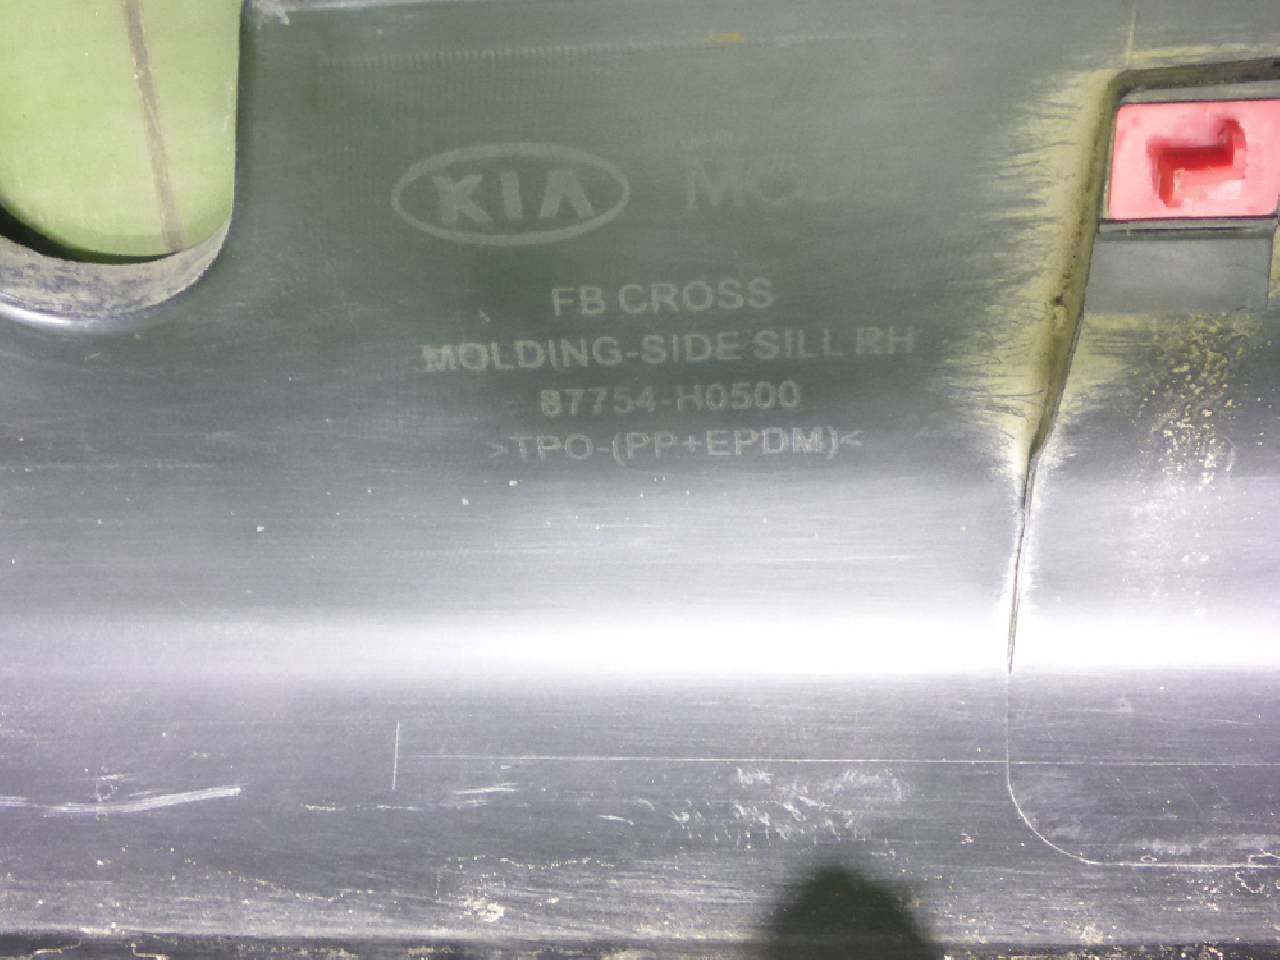 KIA
FB CROSS
MOLDING-SIDE SILL RH
87754-H0500
>TPO-(PP+EPDM)<